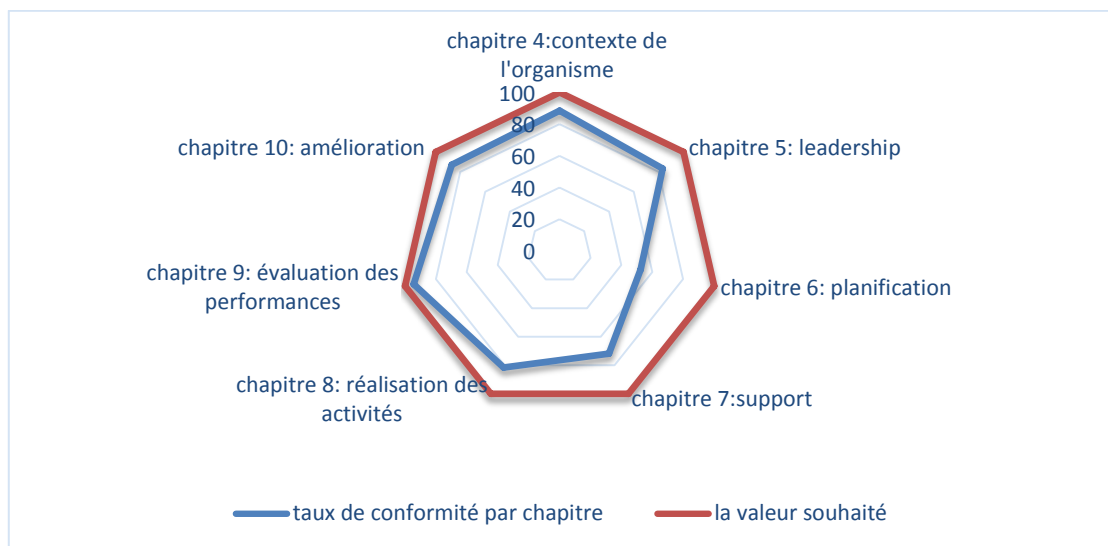 chapitre 4:contexte de
l'organisme
100
80
60
40
20
0
chapitre 5: leadership
chapitre 6: planification
chapitre 7:support
chapitre 8: réalisation des
activités
chapitre 9: évaluation des
performances
chapitre 10: amélioration
taux de conformité par chapitre
la valeur souhaité